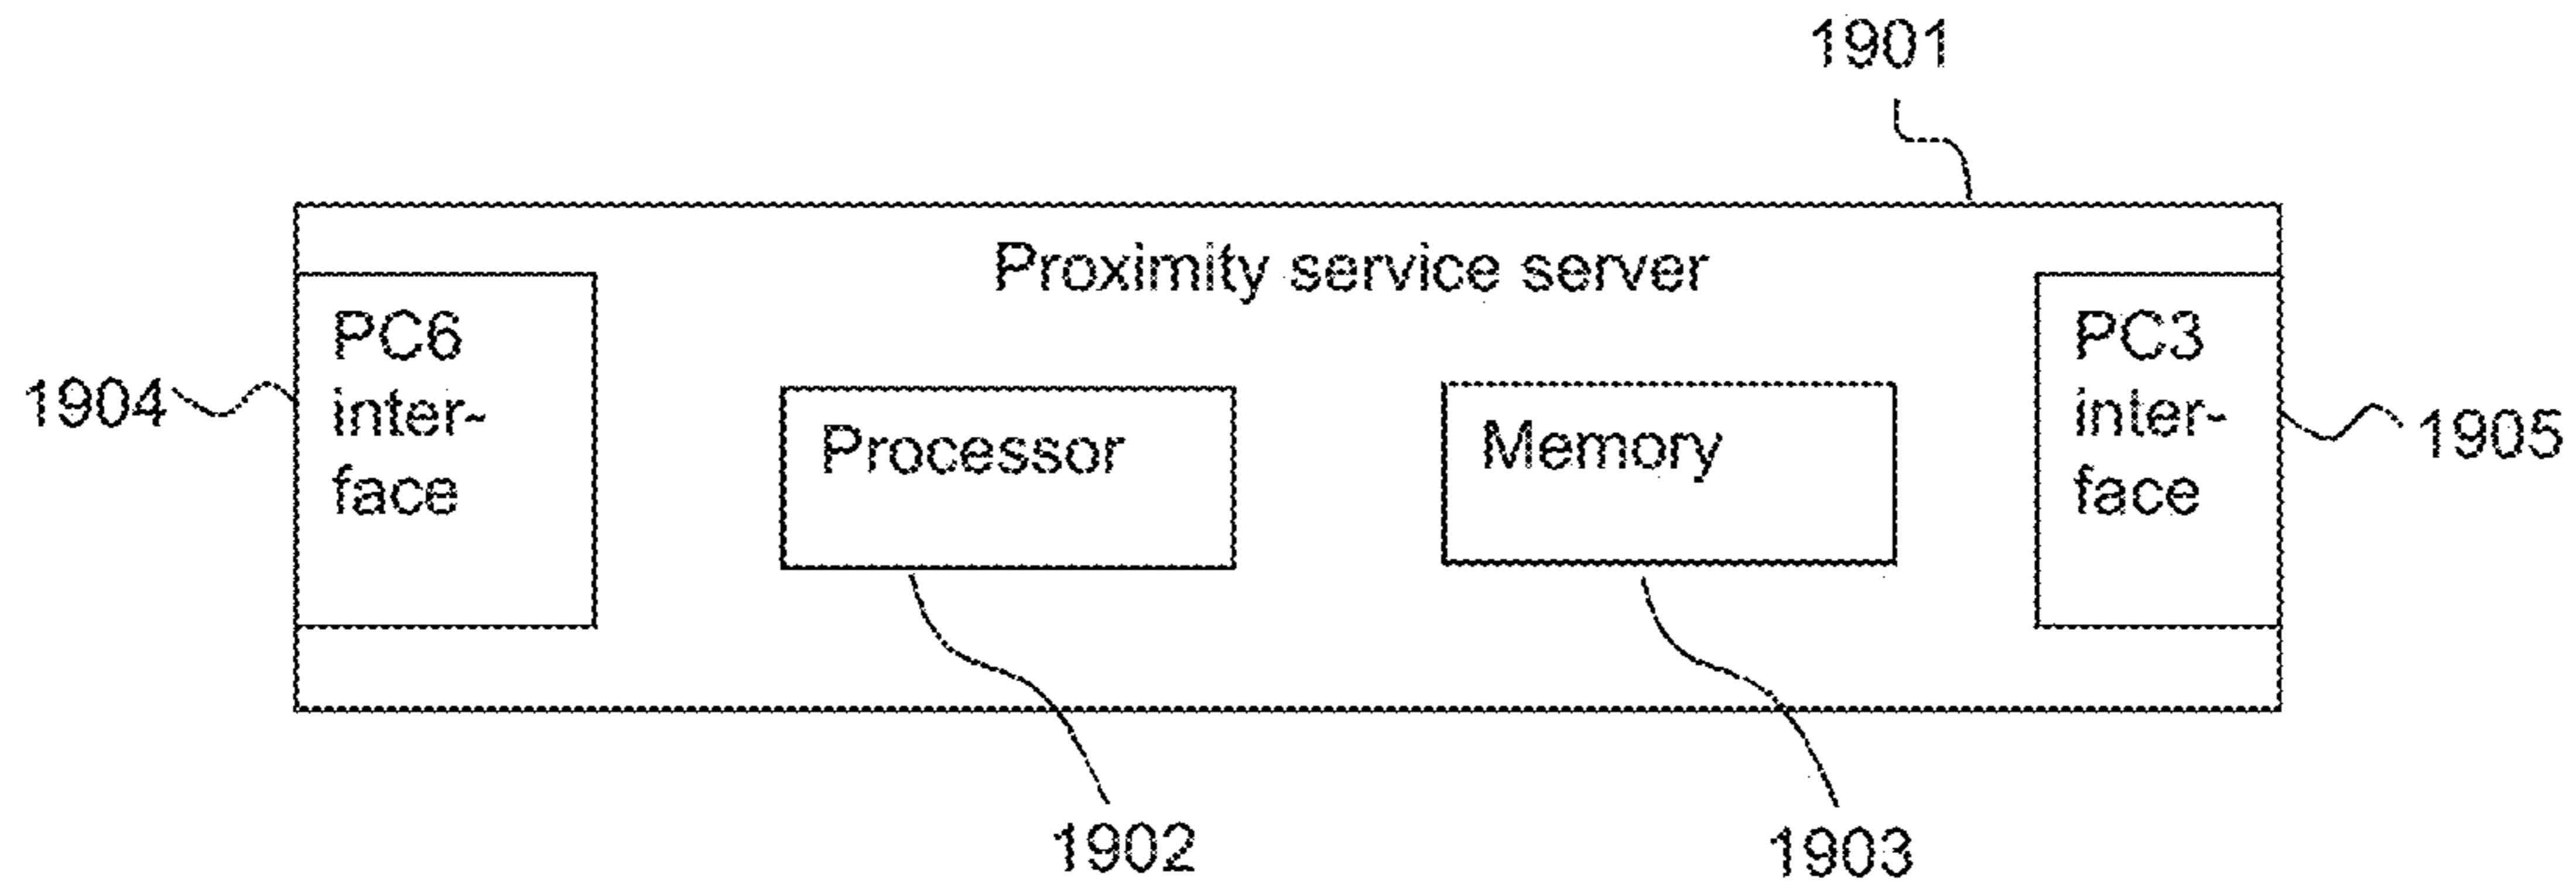 1901
Proximity service server
PC6
inter-
face
PC3
inter-
face
1904
Processor
Memory
1905
1902
1903